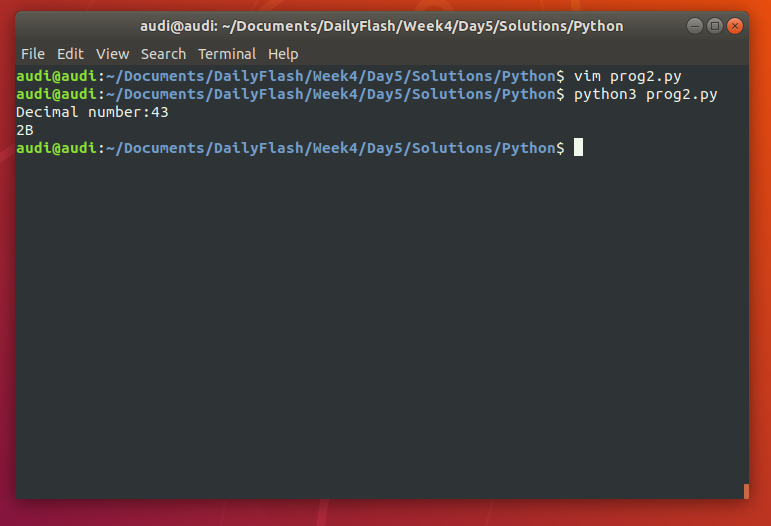 audi@audi: ~/Documents/DailyFlash/Week4/Day5/Solutions/Python
File Edit View Search Terminal Help
audi@audi:~/Documents/DailyFlash/Week4/Day5/Solutions/Python$ vim prog2.py
audi@audi:~/Documents/DailyFlash/Week4/Day5/Solutions/Python$ python3 prog2.py
Decimal number:43
2B
audi@audi:~/Documents/DailyFlash/Week4/Day5/Solutions/Python$